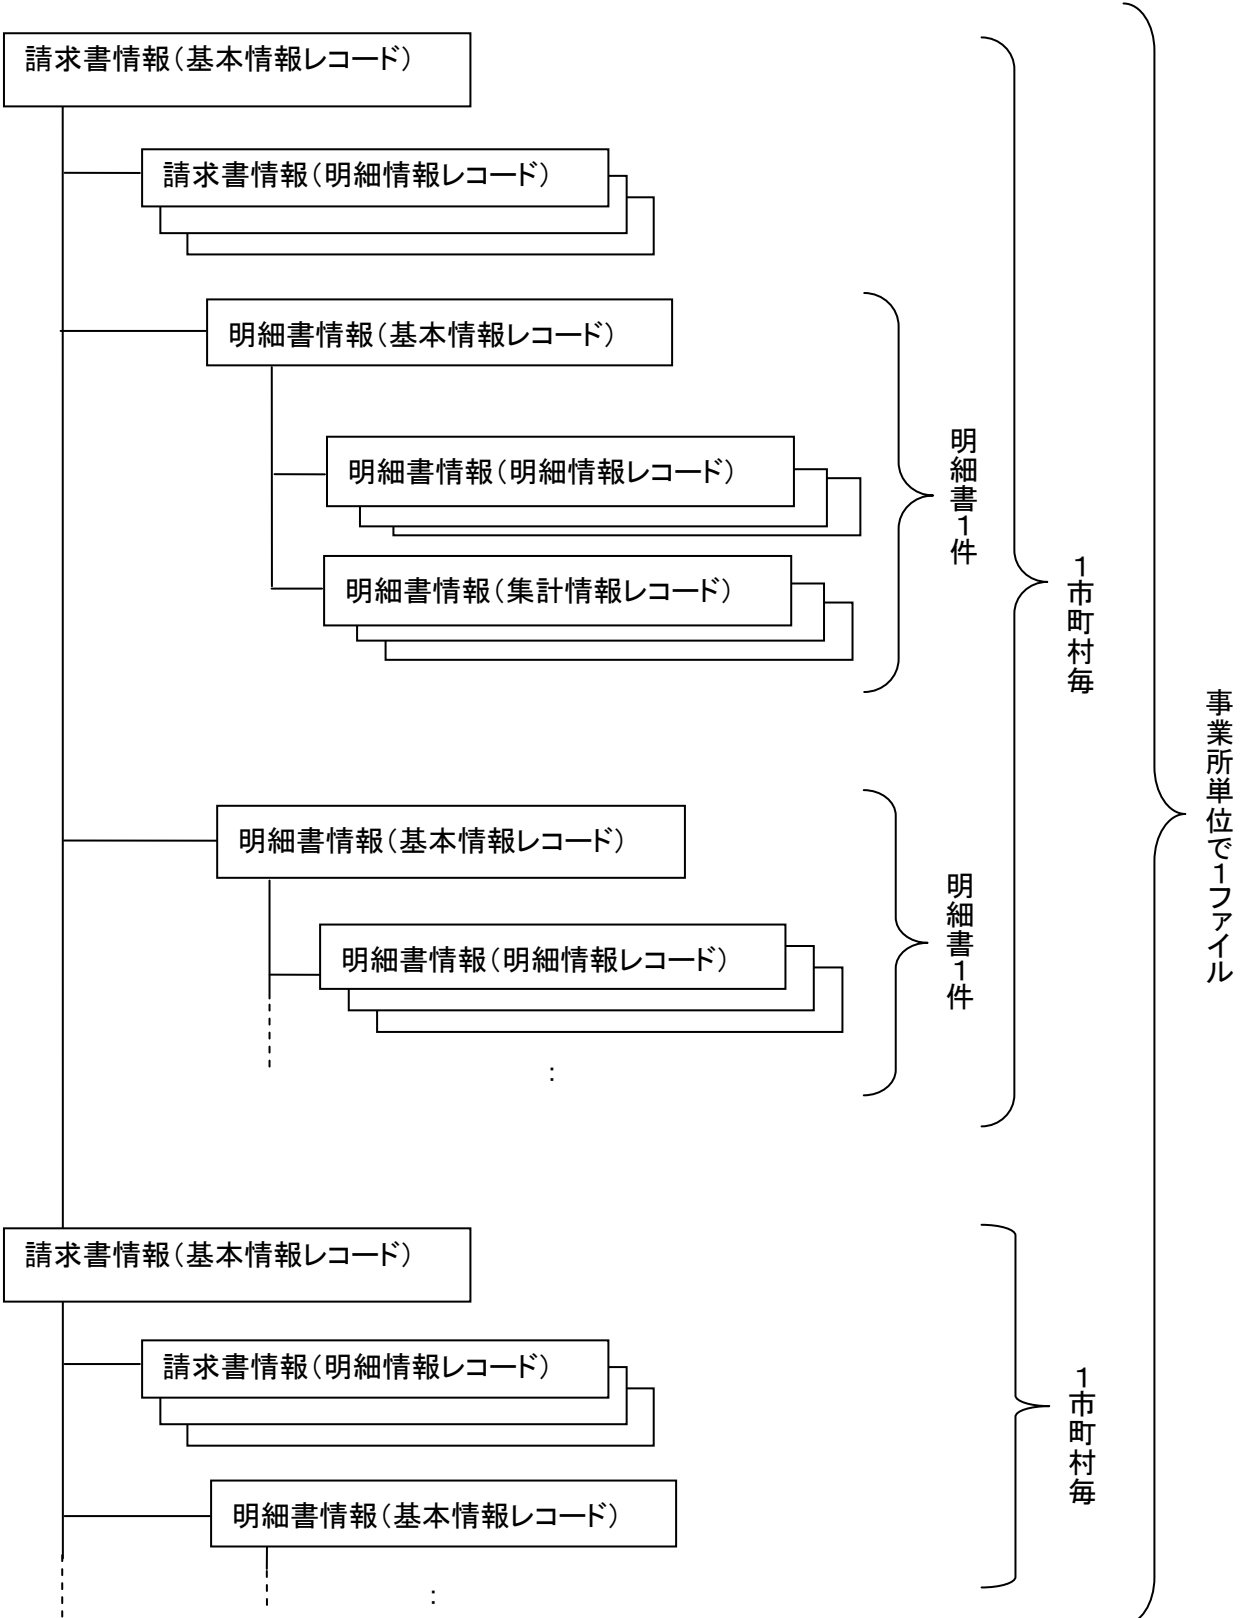 請求書情報（基本情報レコード）
請求書情報（明細情報レコード）
明細書情報（基本情報レコード）
明細書情報（明細情報レコード）
明細書情報（集計情報レコード）
明細書１件
１市町村毎
事業所単位で１ファイル
明細書情報（基本情報レコード）
明細書情報（明細情報レコード）
：
明細書１件
請求書情報（基本情報レコード）
請求書情報（明細情報レコード）
明細書情報（基本情報レコード）
：
１市町村毎